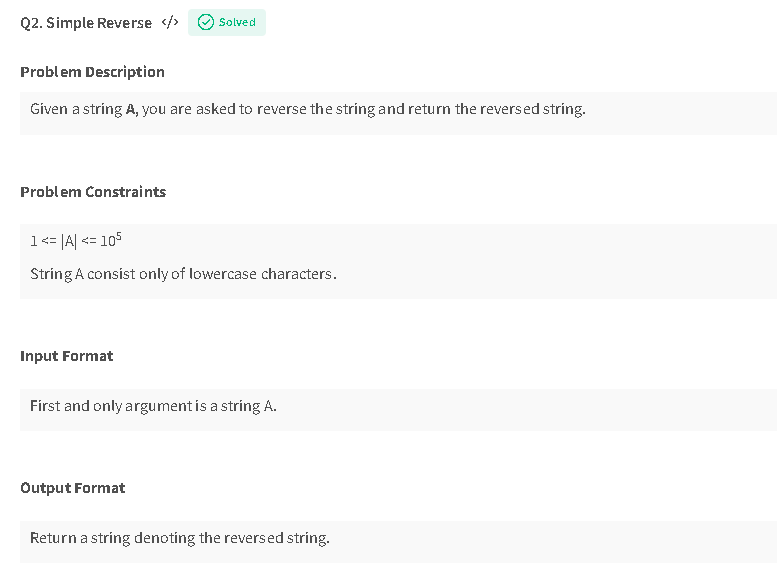 Q2. Simple Reverse </> Solved
Problem Description
Given a string A, you are asked to reverse the string and return the reversed string.
Problem Constraints
1 <= |A| <= 10⁵
String A consist only of lowercase characters.
Input Format
First and only argument is a string A.
Output Format
Return a string denoting the reversed string.